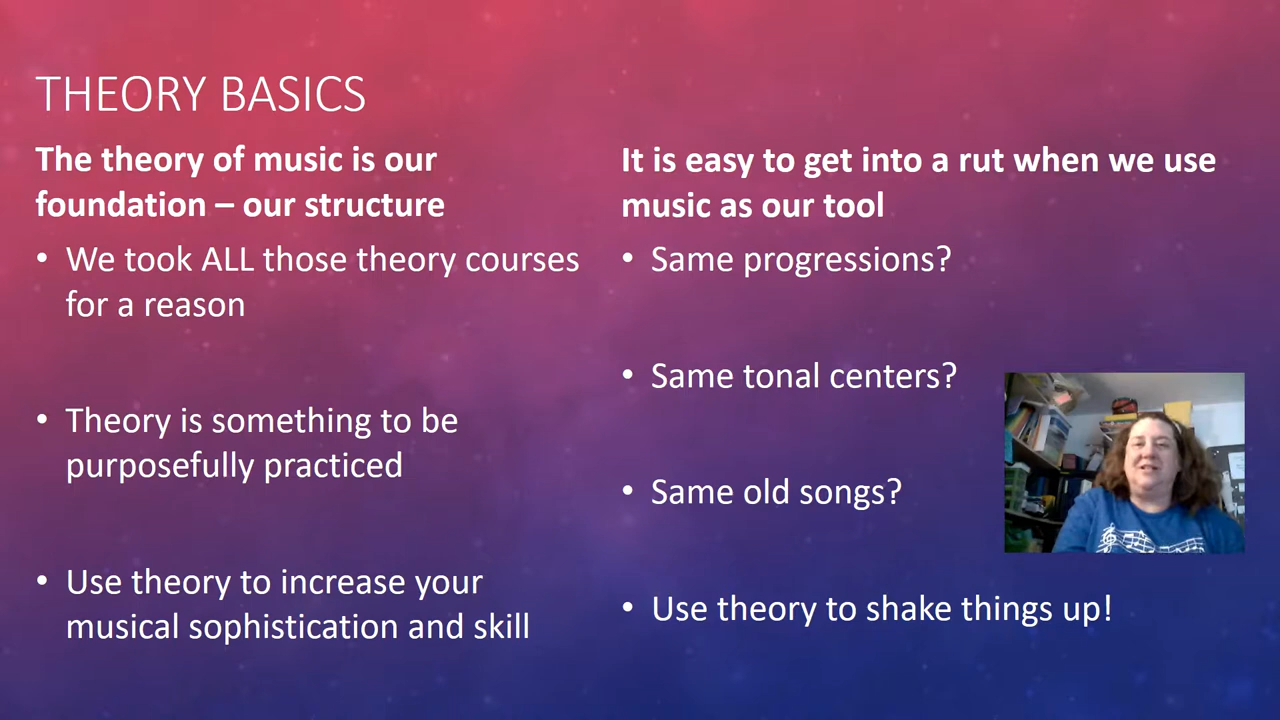 THEORY BASICS
The theory of music is our
foundation – our structure
• We took ALL those theory courses
for a reason
• Theory is something to be
purposefully practiced
• Use theory to increase your
musical sophistication and skill
It is easy to get into a rut when we use
music as our tool
• Same progressions?
• Same tonal centers?
• Same old songs?
• Use theory to shake things up!